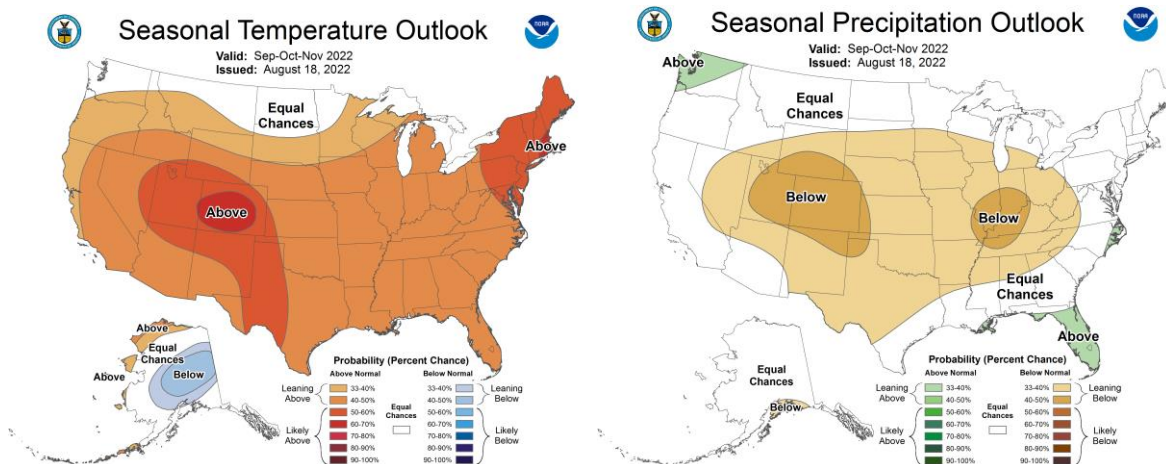 Seasonal Temperature Outlook
Valid: Sep-Oct-Nov 2022
Issued: August 18, 2022
NOAA
Equal
Chances
Above
Above
Above
Equal
Chances
Above
Below
Probability (Percent Chance)
Above Normal
Below Normal
Leaning
Above
33-40%
40-50%
Likely
Above
50-60%
60-70%
70-80%
80-90%
90-100%
Equal
Chances
33-40%
40-50%
Leaning
Below
50-60%
60-70%
70-80%
80-90%
90-100%
Likely
Below
Seasonal Precipitation Outlook
Valid: Sep-Oct-Nov 2022
Issued: August 18, 2022
NOAA
Above
Equal
Chances
Below
Below
Equal
Chances
Above
Equal
Chances
Below
Probability (Percent Chance)
Above Normal
Below Normal
Leaning
Above
33-40%
40-50%
Likely
Above
50-60%
60-70%
70-80%
80-90%
90-100%
Equal
Chances
33-40%
40-50%
Leaning
Below
50-60%
60-70%
70-80%
80-90%
90-100%
Likely
Below